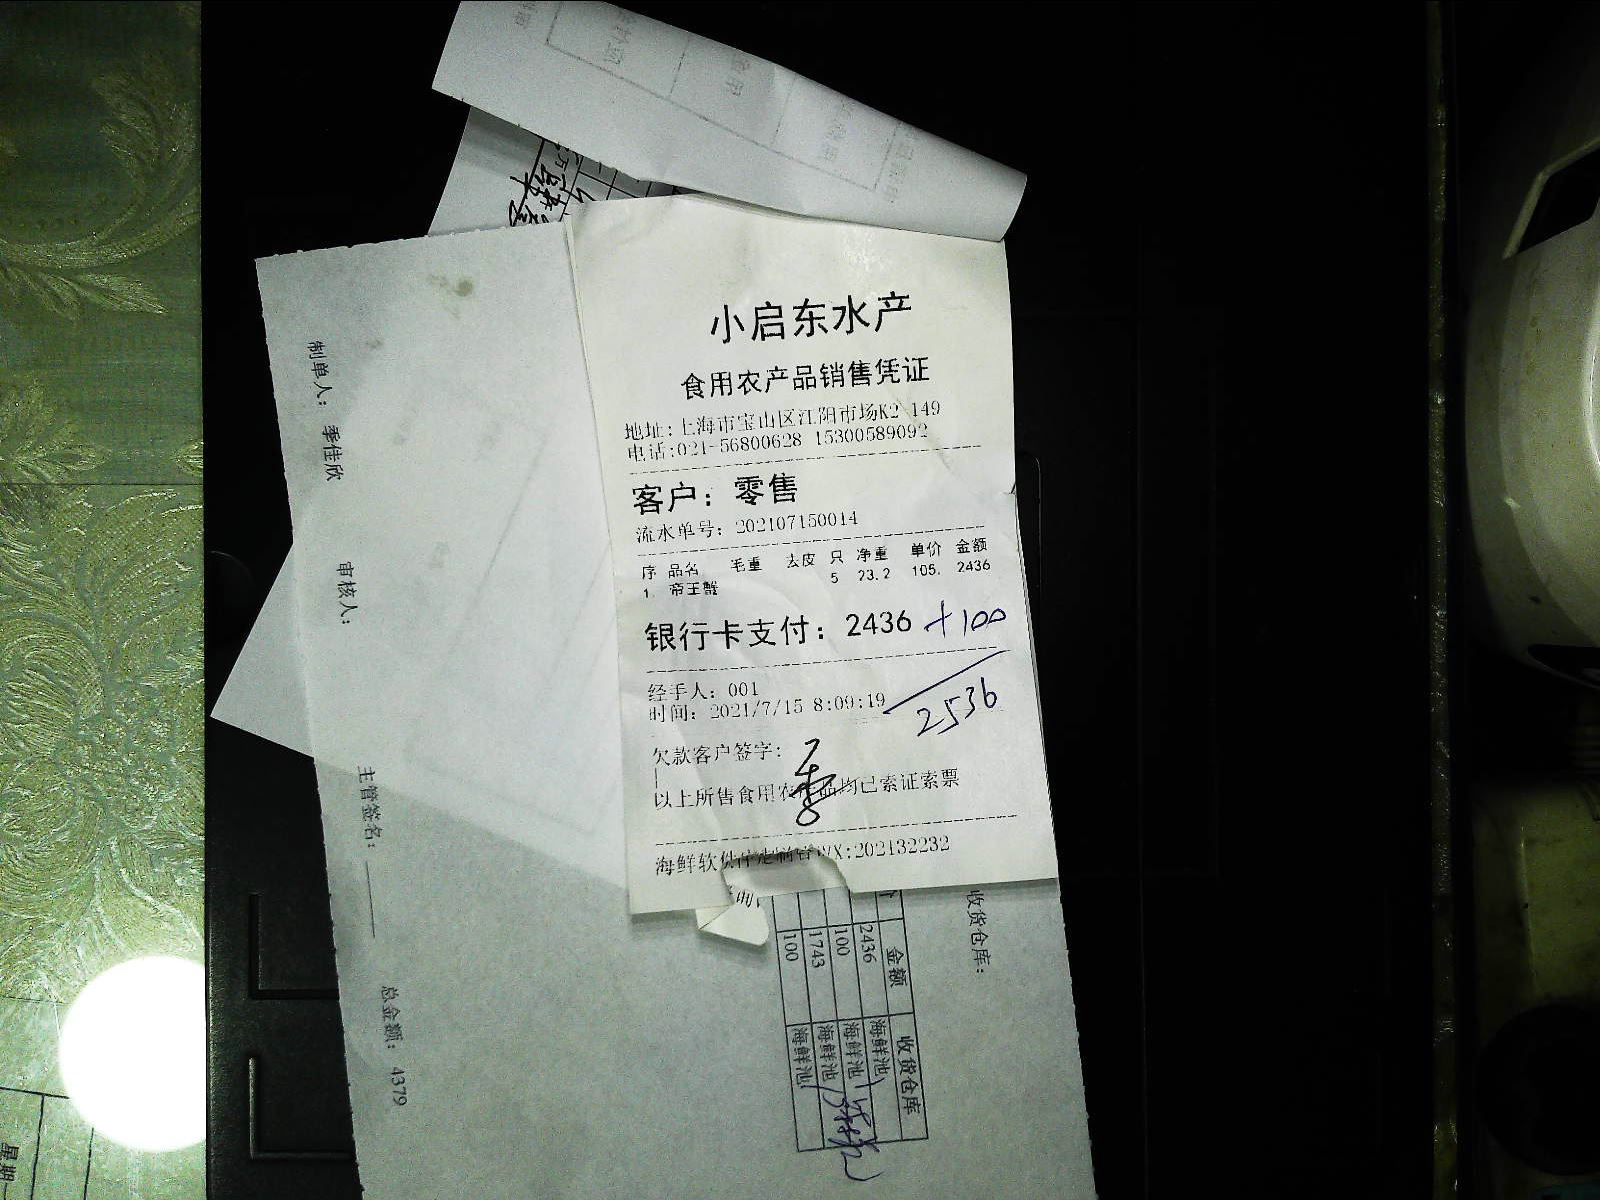 小启东水产
食用农产品销售凭证
地址:上海市宝山区江阳市场K2 149
电话:021-56800628 15300589092
客户：零售
流水单号：202107150014
序 品名 毛重 去皮 只 净重 单价 金额
1. 帝王蟹 5 23.2 105. 2436
银行卡支付：2436 +100
2536
经手人：001
时间：2021/7/15 8:09:19
欠款客户签字：
以上所售食用农产品均已索证索票
制单人：季佳欣
审核人：
主管签名：
总金额：4379
收货仓库：
金额 收货仓库
2436 海鲜池
100 海鲜池
1743 海鲜池
100 海鲜池
星期